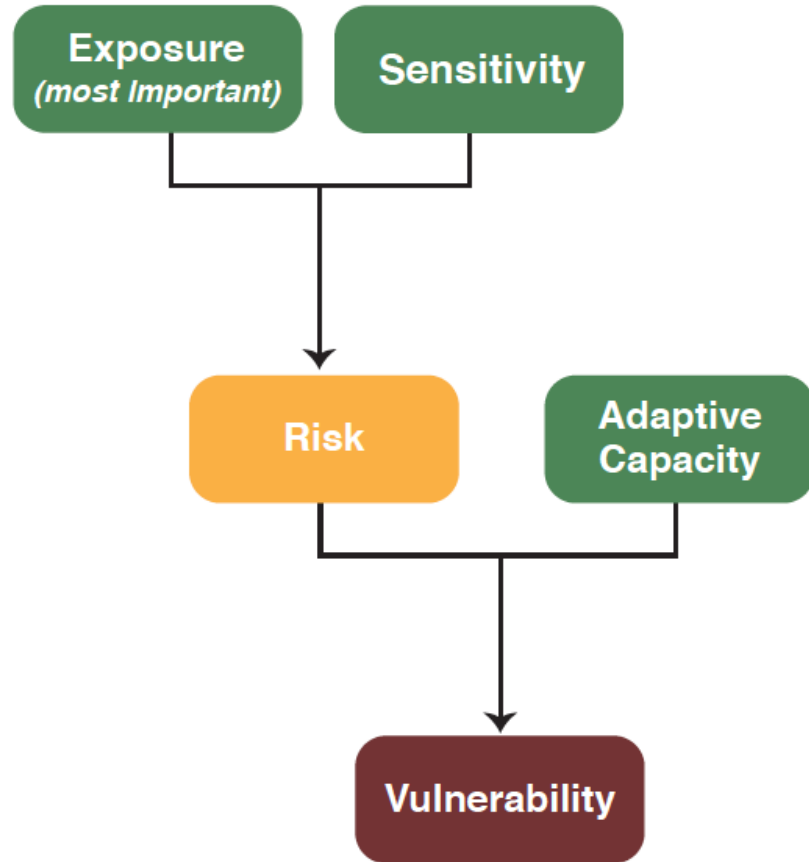 Exposure
(most Important)
Sensitivity
Risk
Adaptive
Capacity
Vulnerability